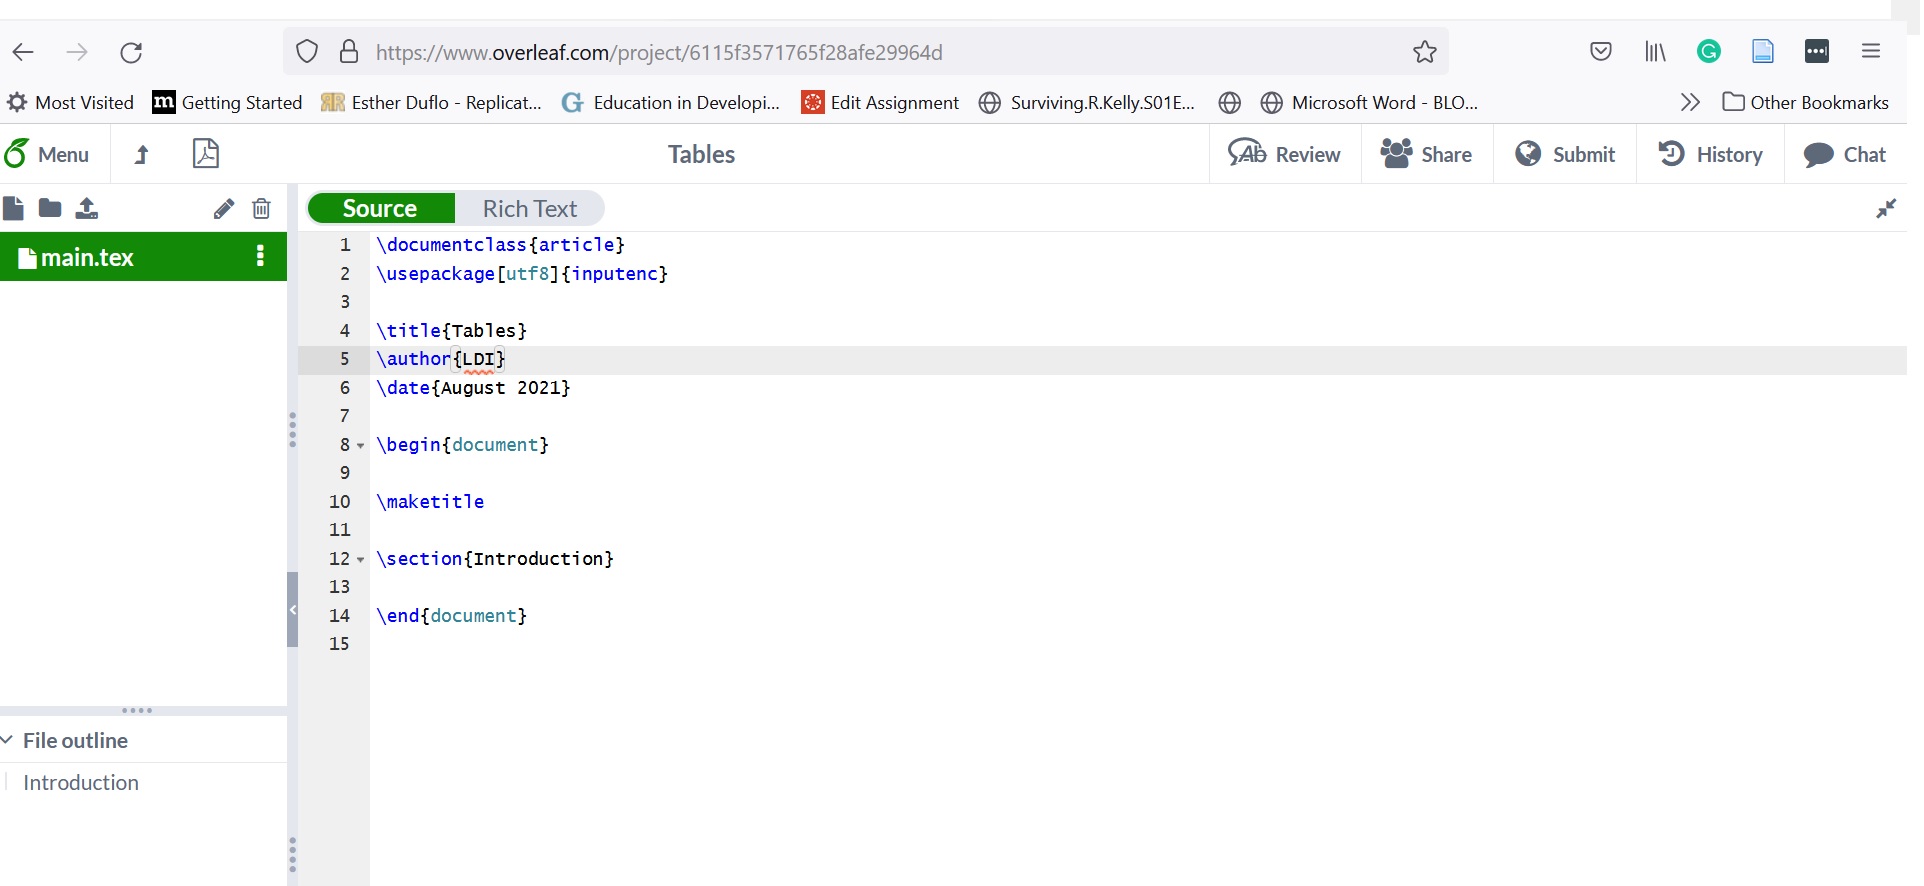 https://www.overleaf.com/project/6115f3571765f28afe29964d
Most Visited m Getting Started Esther Duflo - Replicat... Education in Developi... Edit Assignment Surviving.R.Kelly.S01E... Microsoft Word - BLO... Other Bookmarks
Menu Tables Review Share Submit History Chat
Source Rich Text
main.tex
1 \documentclass{article}
2 \usepackage[utf8]{inputenc}
3
4 \title{Tables}
5 \author{LDI}
6 \date{August 2021}
7
8 \begin{document}
9
10 \maketitle
11
12 \section{Introduction}
13
14 \end{document}
15
File outline
Introduction